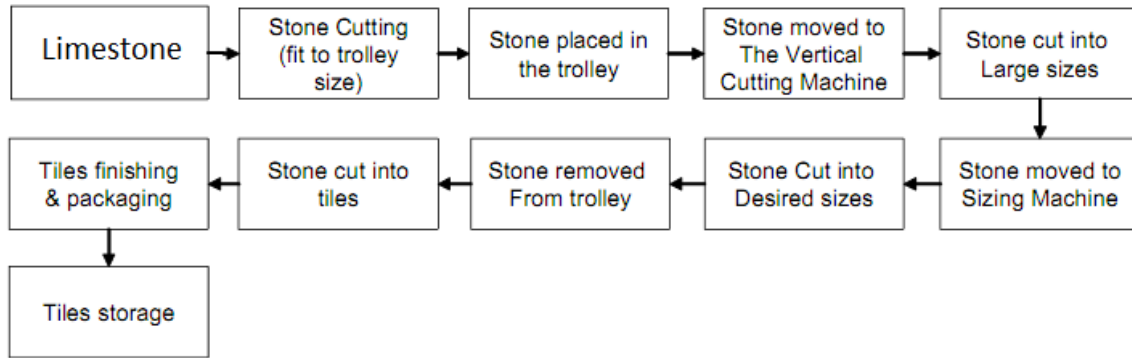 Limestone
Stone Cutting
(fit to trolley
size)
Stone placed in
the trolley
Stone moved to
The Vertical
Cutting Machine
Stone cut into
Large sizes
Stone moved to
Sizing Machine
Stone Cut into
Desired sizes
Stone removed
From trolley
Stone cut into
tiles
Tiles finishing
& packaging
Tiles storage